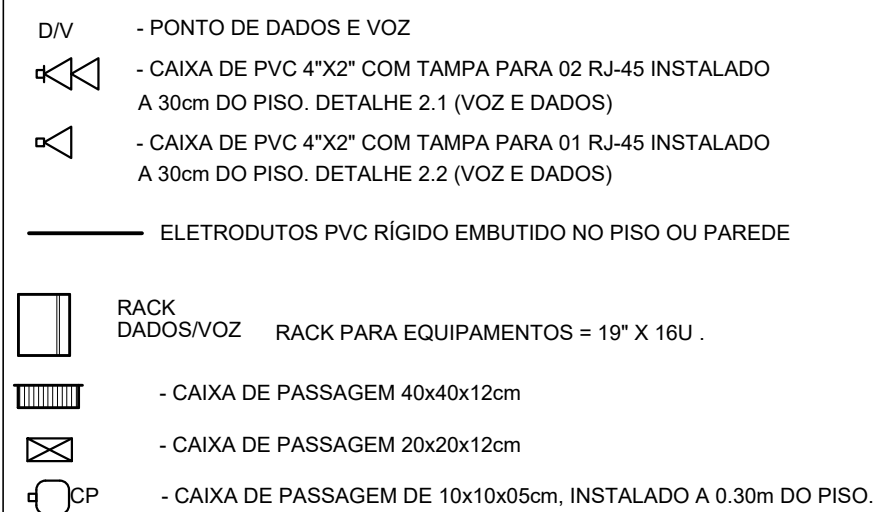 D/V - PONTO DE DADOS E VOZ
- CAIXA DE PVC 4"X2" COM TAMPA PARA 02 RJ-45 INSTALADO
A 30cm DO PISO. DETALHE 2.1 (VOZ E DADOS)
- CAIXA DE PVC 4"X2" COM TAMPA PARA 01 RJ-45 INSTALADO
A 30cm DO PISO. DETALHE 2.2 (VOZ E DADOS)
ELETRODUTOS PVC RÍGIDO EMBUTIDO NO PISO OU PAREDE
RACK
DADOS/VOZ RACK PARA EQUIPAMENTOS = 19" X 16U .
- CAIXA DE PASSAGEM 40x40x12cm
- CAIXA DE PASSAGEM 20x20x12cm
CP - CAIXA DE PASSAGEM DE 10x10x05cm, INSTALADO A 0.30m DO PISO.